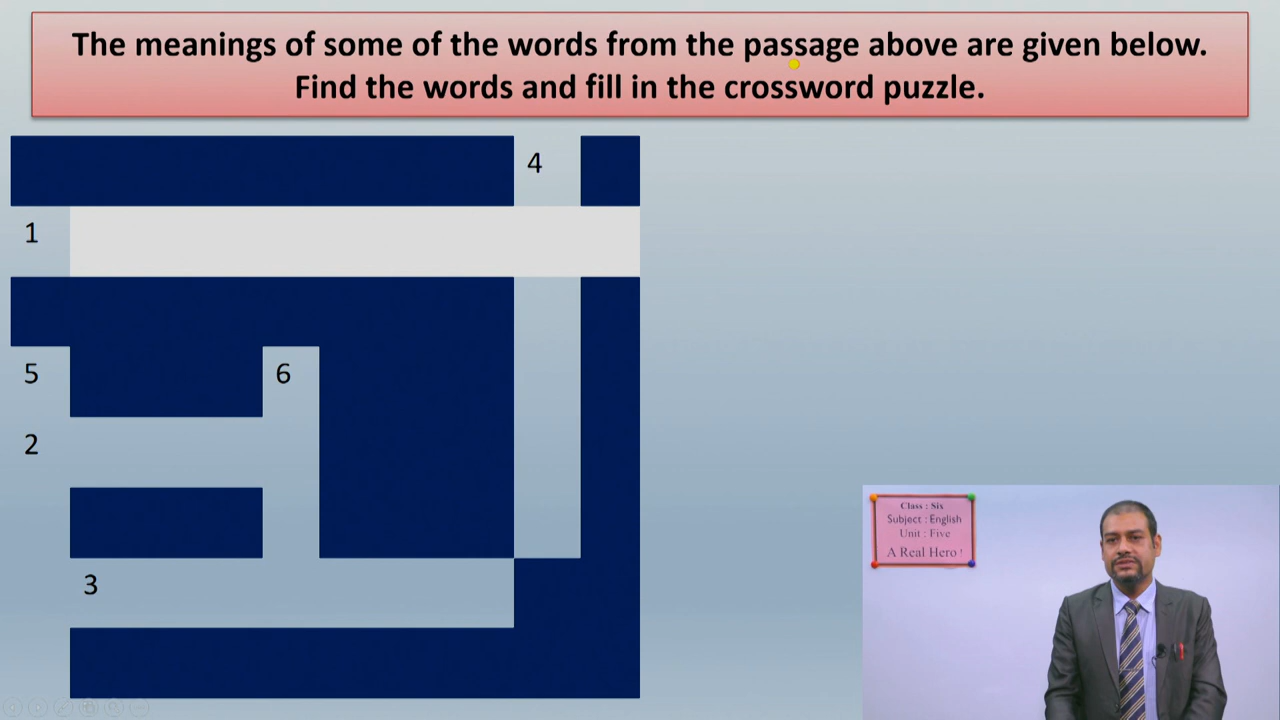 The meanings of some of the words from the passage above are given below.
Find the words and fill in the crossword puzzle.
4
1
5
6
2
3
Class : Six
Subject : English
Unit : Five
A Real Hero !